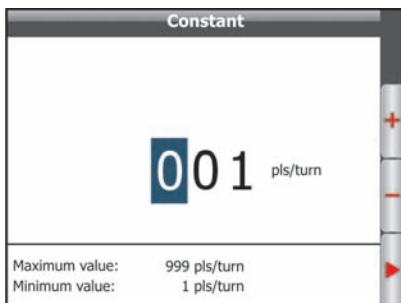 Constant
001 pls/turn
Maximum value: 999 pls/turn
Minimum value: 1 pls/turn